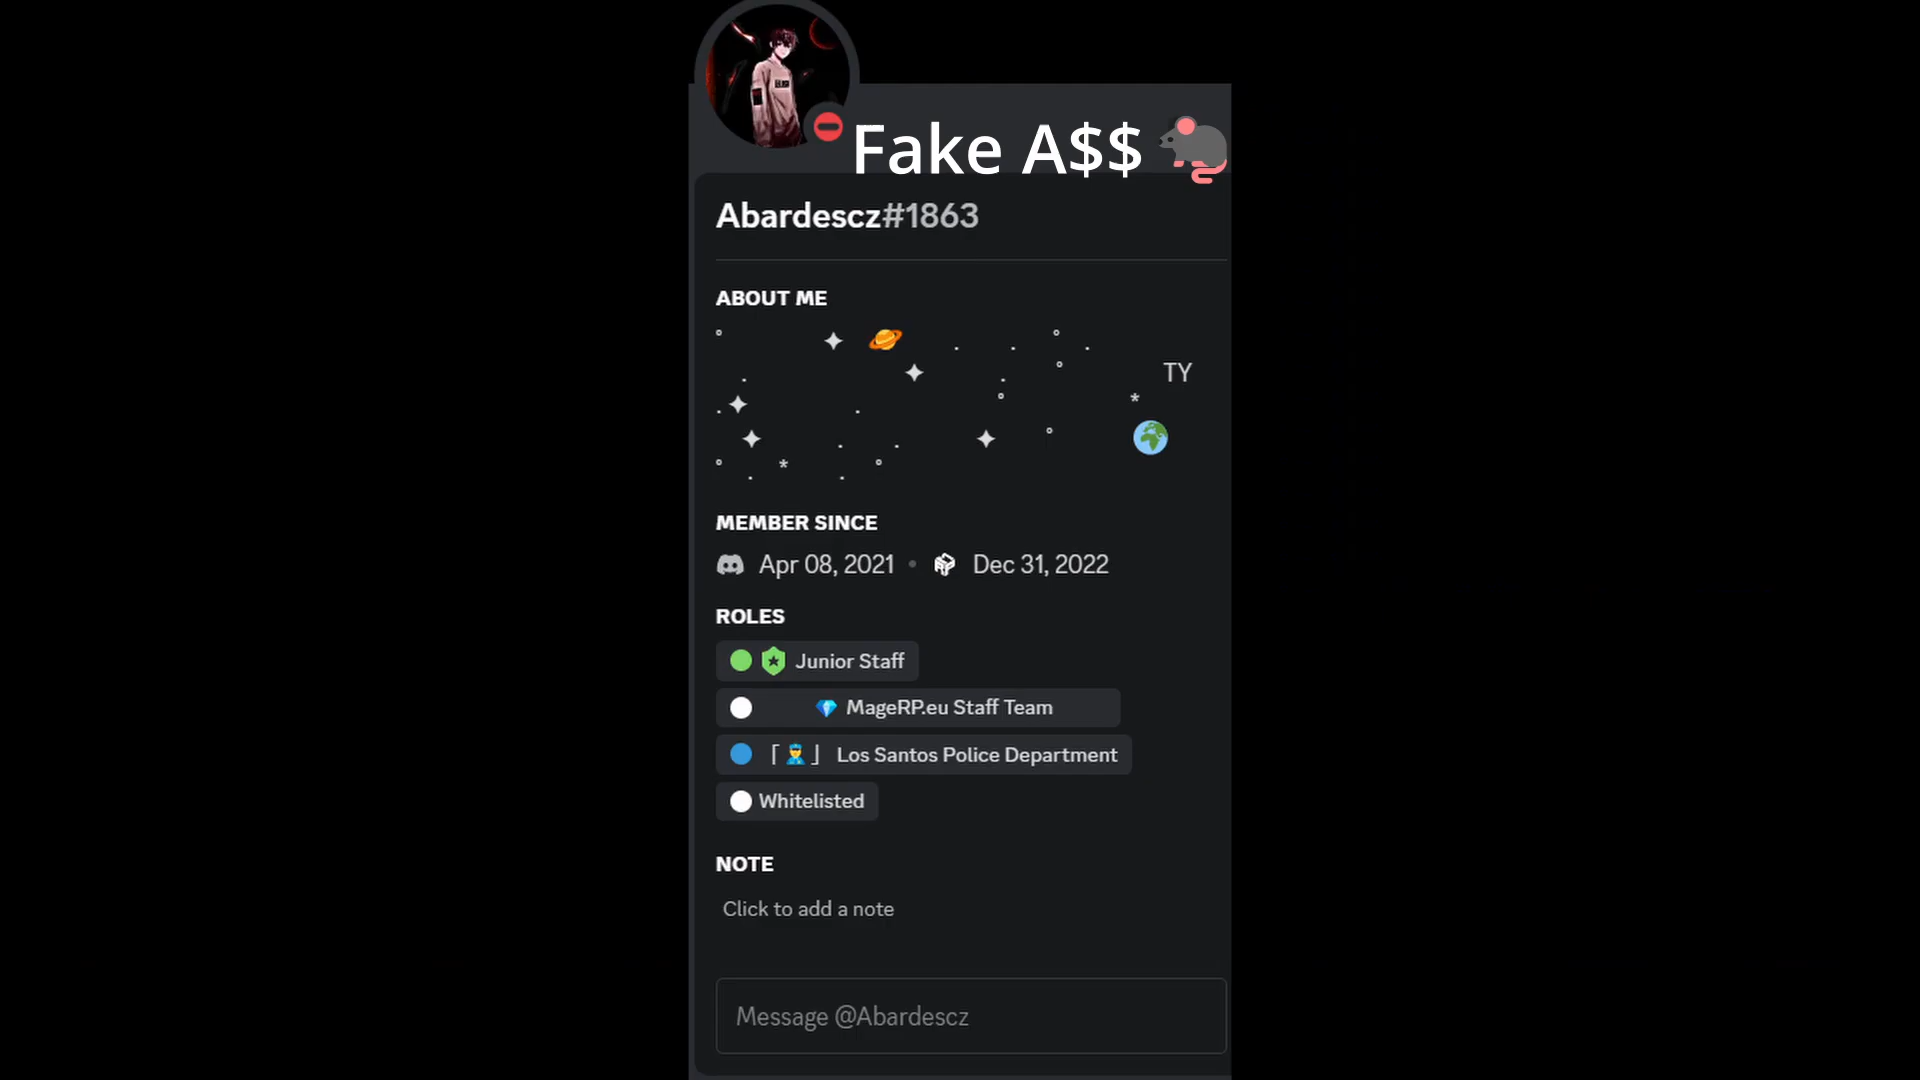 Fake A$$ 🐀
Abardescz#1863
ABOUT ME
° ✦ 🪐 . . ° .
. ✦ . ° TY
. ✦ . ° *
✦ . . ✦ ° 🌍
° . * . °
MEMBER SINCE
Apr 08, 2021 • Dec 31, 2022
ROLES
Junior Staff
💎 MageRP.eu Staff Team
「👮」 Los Santos Police Department
Whitelisted
NOTE
Click to add a note
Message @Abardescz